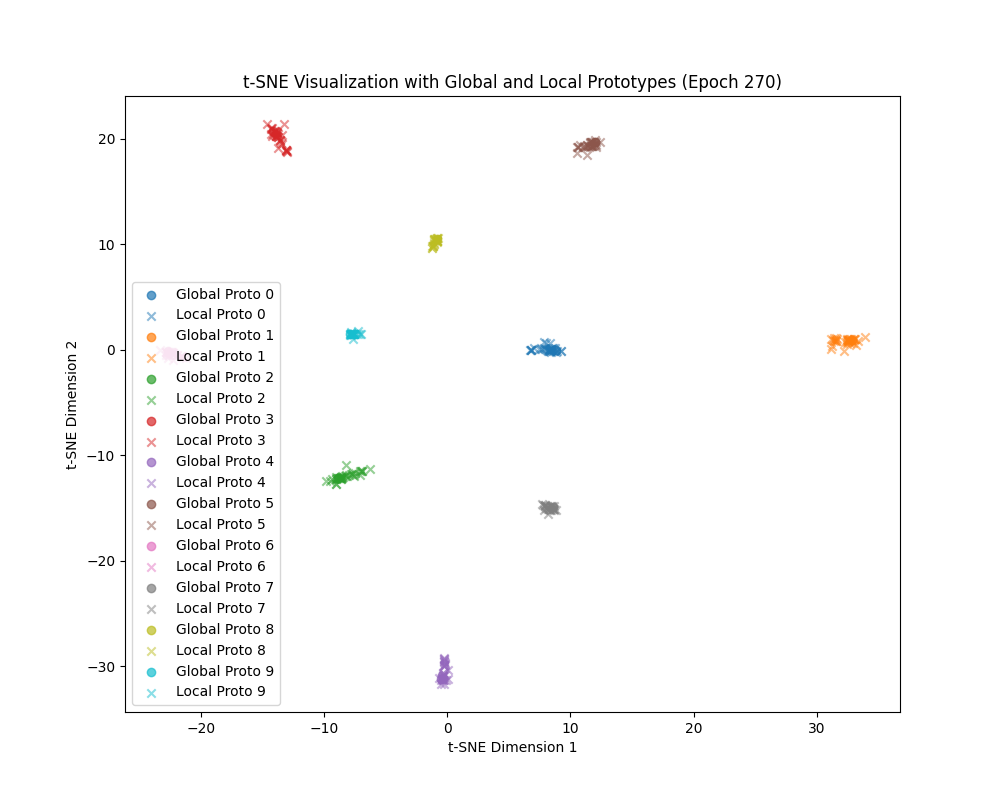 t-SNE Visualization with Global and Local Prototypes (Epoch 270)
t-SNE Dimension 2
20
10
0
−10
−20
−30
Global Proto 0
Local Proto 0
Global Proto 1
Local Proto 1
Global Proto 2
Local Proto 2
Global Proto 3
Local Proto 3
Global Proto 4
Local Proto 4
Global Proto 5
Local Proto 5
Global Proto 6
Local Proto 6
Global Proto 7
Local Proto 7
Global Proto 8
Local Proto 8
Global Proto 9
Local Proto 9
−20 −10 0 10 20 30
t-SNE Dimension 1